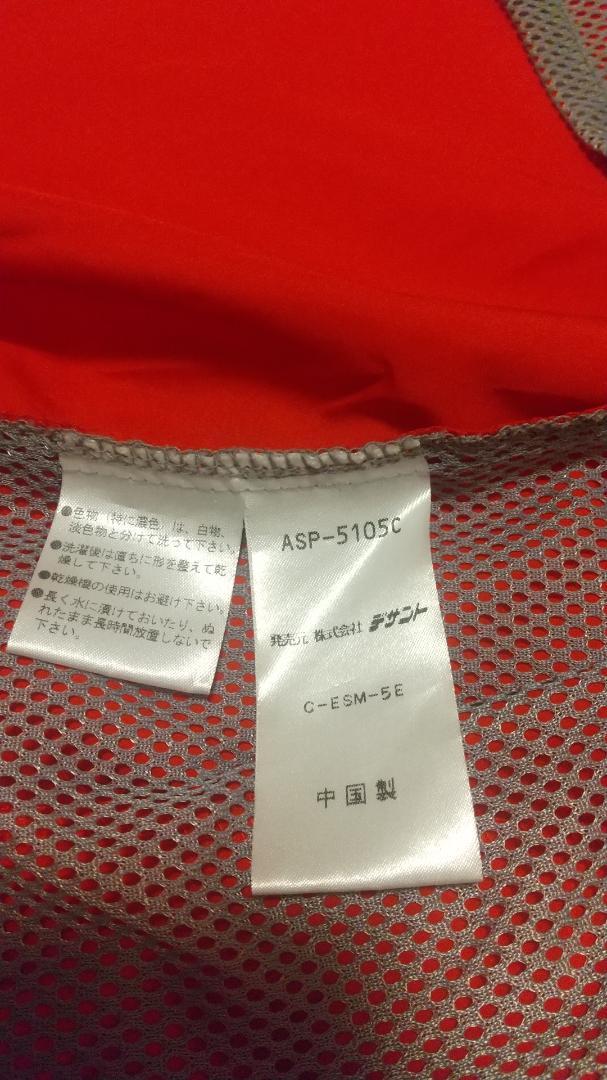 ●色物（特に濃色）は、白物、
淡色物と分けて洗って下さい。
●洗濯後は直ちに形を整えて乾
燥して下さい。
●乾燥機の使用はお避け下さい。
●長く水に漬けておいたり、ぬ
れたまま長時間放置しないで
下さい。
ASP-5105C
発売元 株式会社 デサント
C-ESM-5E
中国製